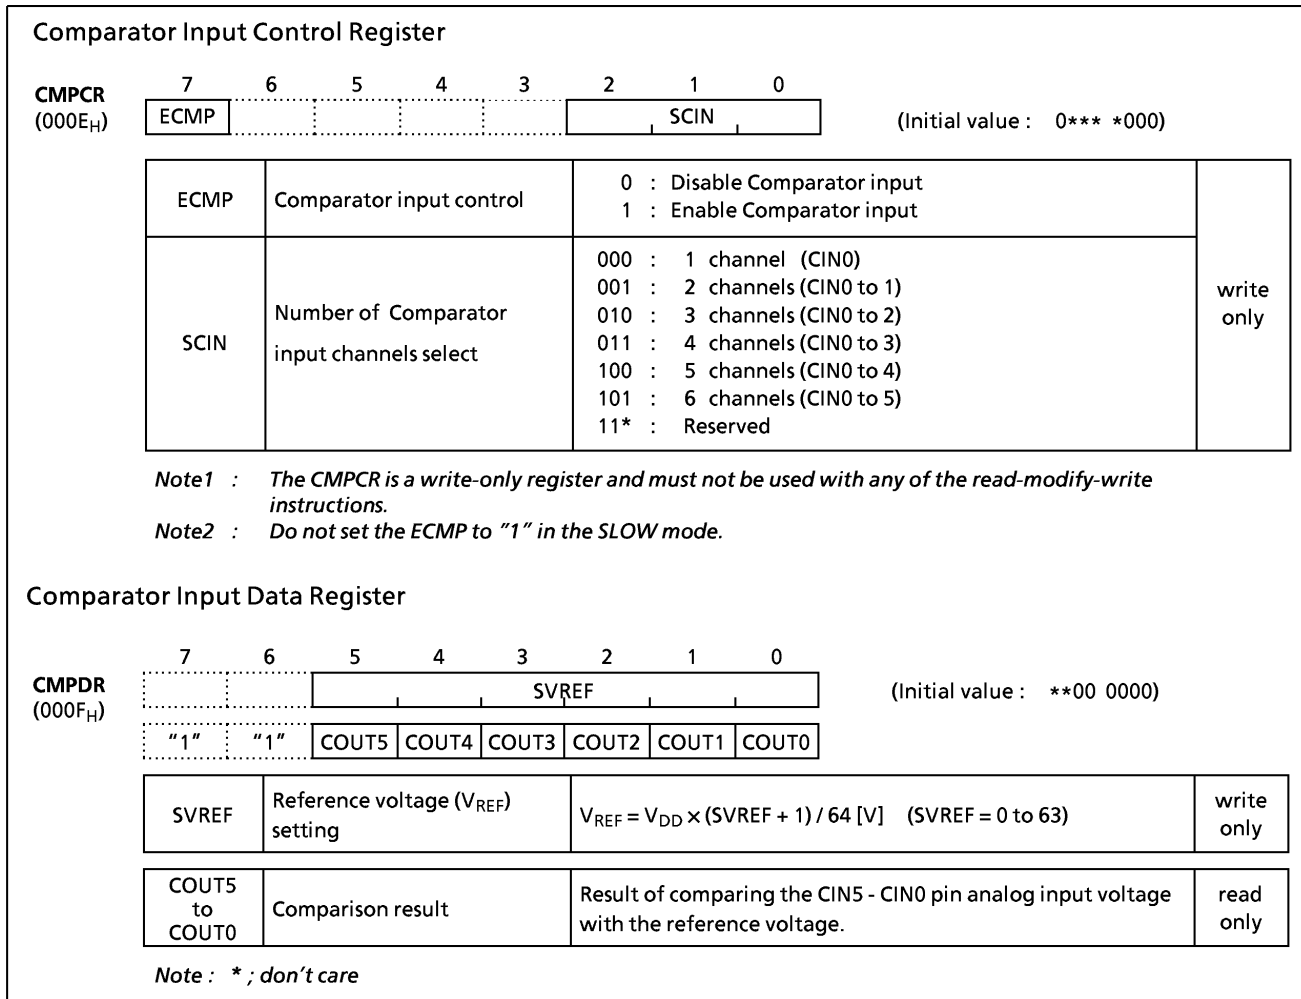 Comparator Input Control Register
7 6 5 4 3 2 1 0
CMPCR
(000EH)
ECMP SCIN (Initial value : 0*** *000)
ECMP Comparator input control 0 : Disable Comparator input
1 : Enable Comparator input
SCIN Number of Comparator input channels select
000 : 1 channel (CIN0)
001 : 2 channels (CIN0 to 1)
010 : 3 channels (CIN0 to 2)
011 : 4 channels (CIN0 to 3)
100 : 5 channels (CIN0 to 4)
101 : 6 channels (CIN0 to 5)
11* : Reserved
write
only
Note1 : The CMPCR is a write-only register and must not be used with any of the read-modify-write
instructions.
Note2 : Do not set the ECMP to "1" in the SLOW mode.
Comparator Input Data Register
7 6 5 4 3 2 1 0
CMPDR
(000FH)
SVREF (Initial value : **00 0000)
"1" "1" COUT5 COUT4 COUT3 COUT2 COUT1 COUT0
SVREF Reference voltage (VREF)
setting
VREF = VDD × (SVREF + 1) / 64 [V] (SVREF = 0 to 63)
write
only
COUT5
to
COUT0
Comparison result
Result of comparing the CIN5 - CIN0 pin analog input voltage
with the reference voltage.
read
only
Note : * ; don't care